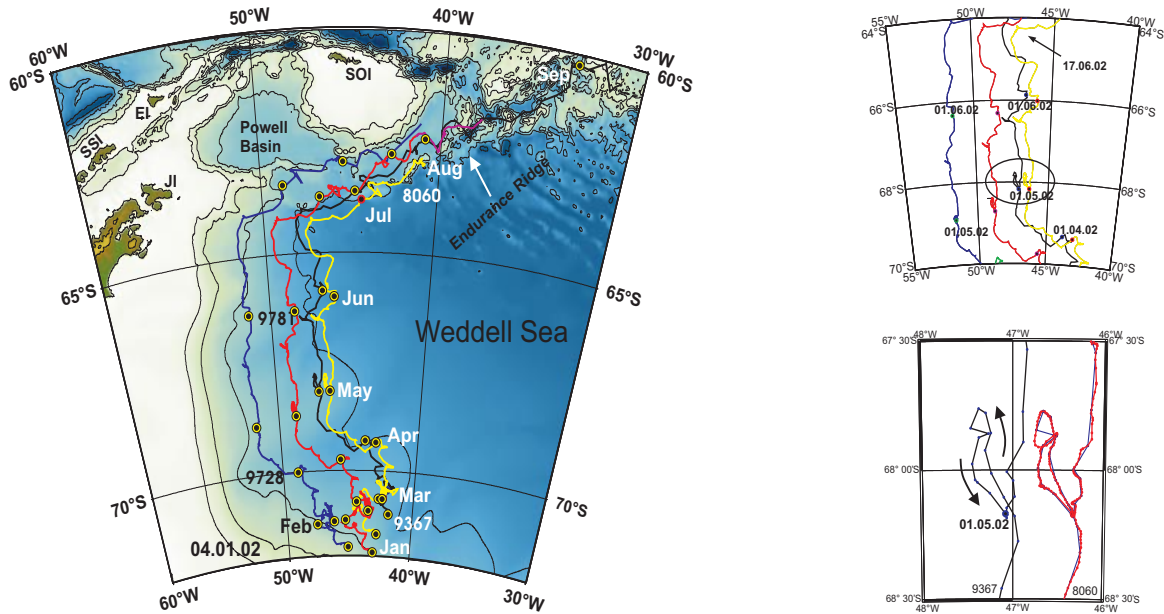 50°W
40°W
60°W
60°S
30°W
60°S
SOI
Sep
EI
SSI
Powell
Basin
JI
Aug
8060
Jul
Endurance Ridge
65°S
65°S
Jun
9781
Weddell Sea
May
Apr
9728
Mar
70°S
70°S
Feb
9367
04.01.02
Jan
60°W
50°W
40°W
30°W
55°W
50°W
45°W
40°W
64°S
64°S
17.06.02
66°S
66°S
01.06.02
01.06.02
68°S
68°S
07.05.02
01.05.02
01.04.02
70°S
70°S
55°W
50°W
45°W
40°W
48°W
47°W
46°W
67° 30'S
67° 30'S
68° 00'S
68° 00'S
01.05.02
9367
8060
68° 30'S
68° 30'S
48°W
47°W
46°W